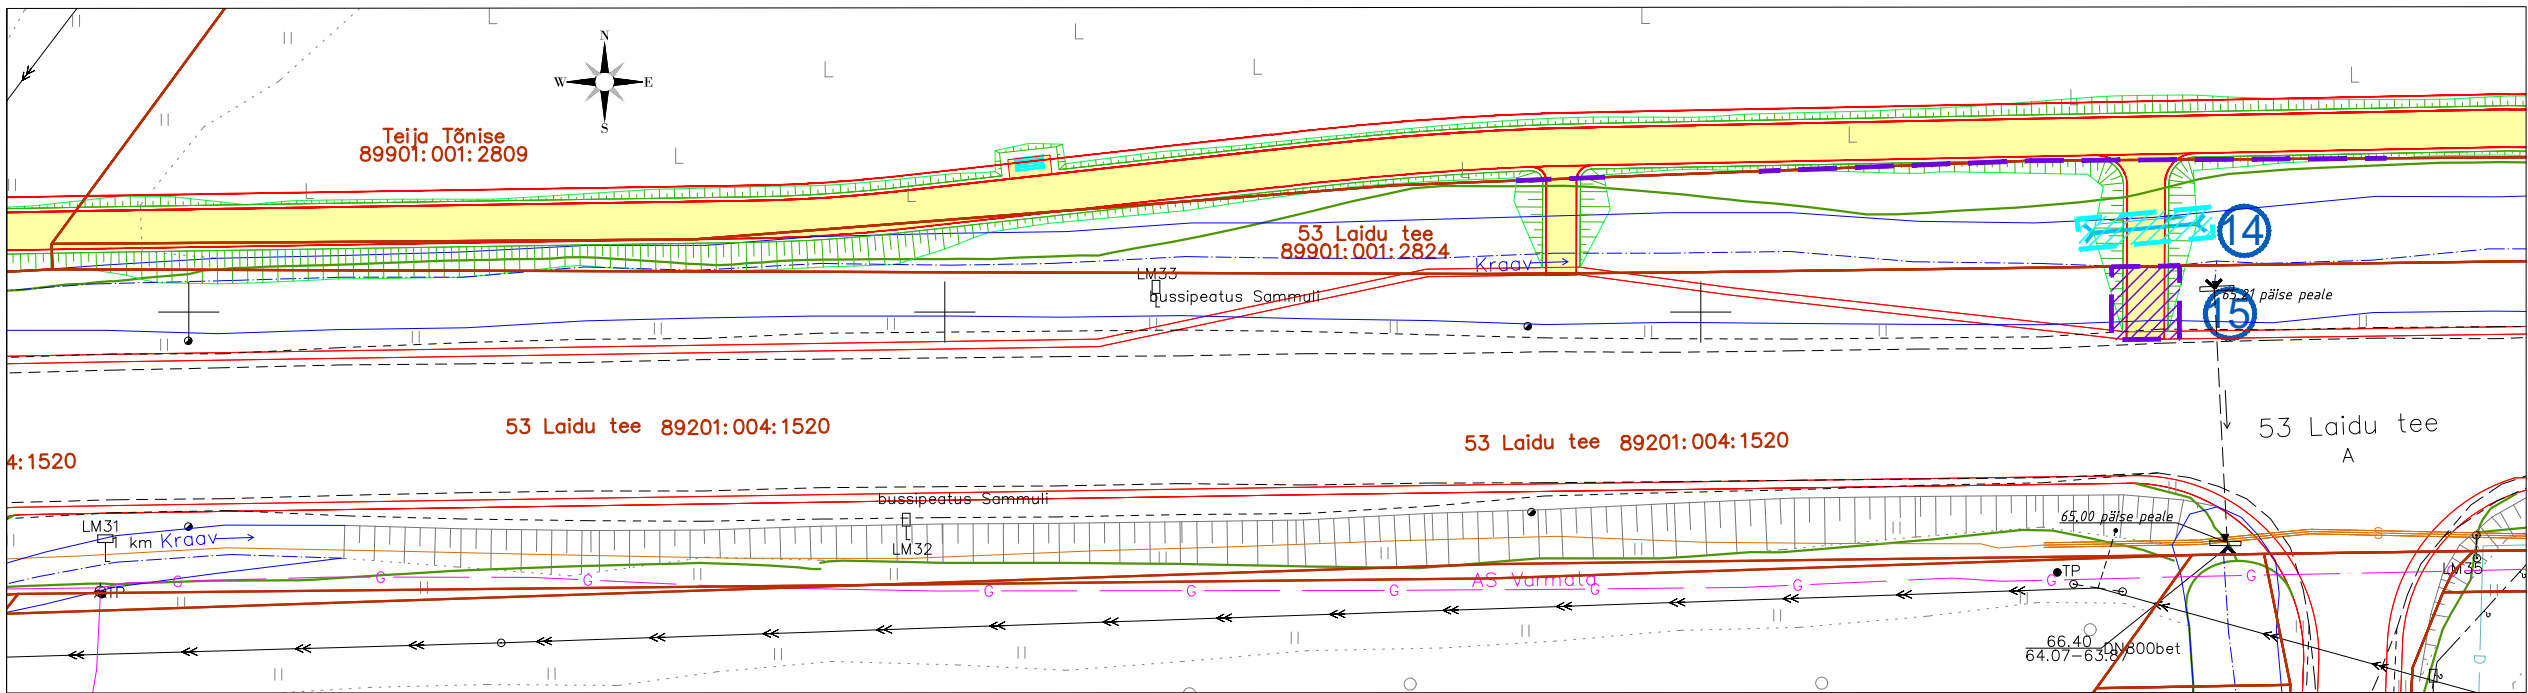 N
W E
S
Teija Tõnise
89901:001:2809
53 Laidu tee
89901:001:2824
14
Kraav
LM33
bussipeatus Sammuli
65.21 päise peale
15
53 Laidu tee 89201:004:1520
53 Laidu tee 89201:004:1520
53 Laidu tee
A
4:1520
bussipeatus Sammuli
LM31
1 km Kraav
LM32
65.00 päise peale
S
LM35
G G G G G G G G G G
AS Varmata
TP
TP
66.40
64.07-63.87
DN800bet
D